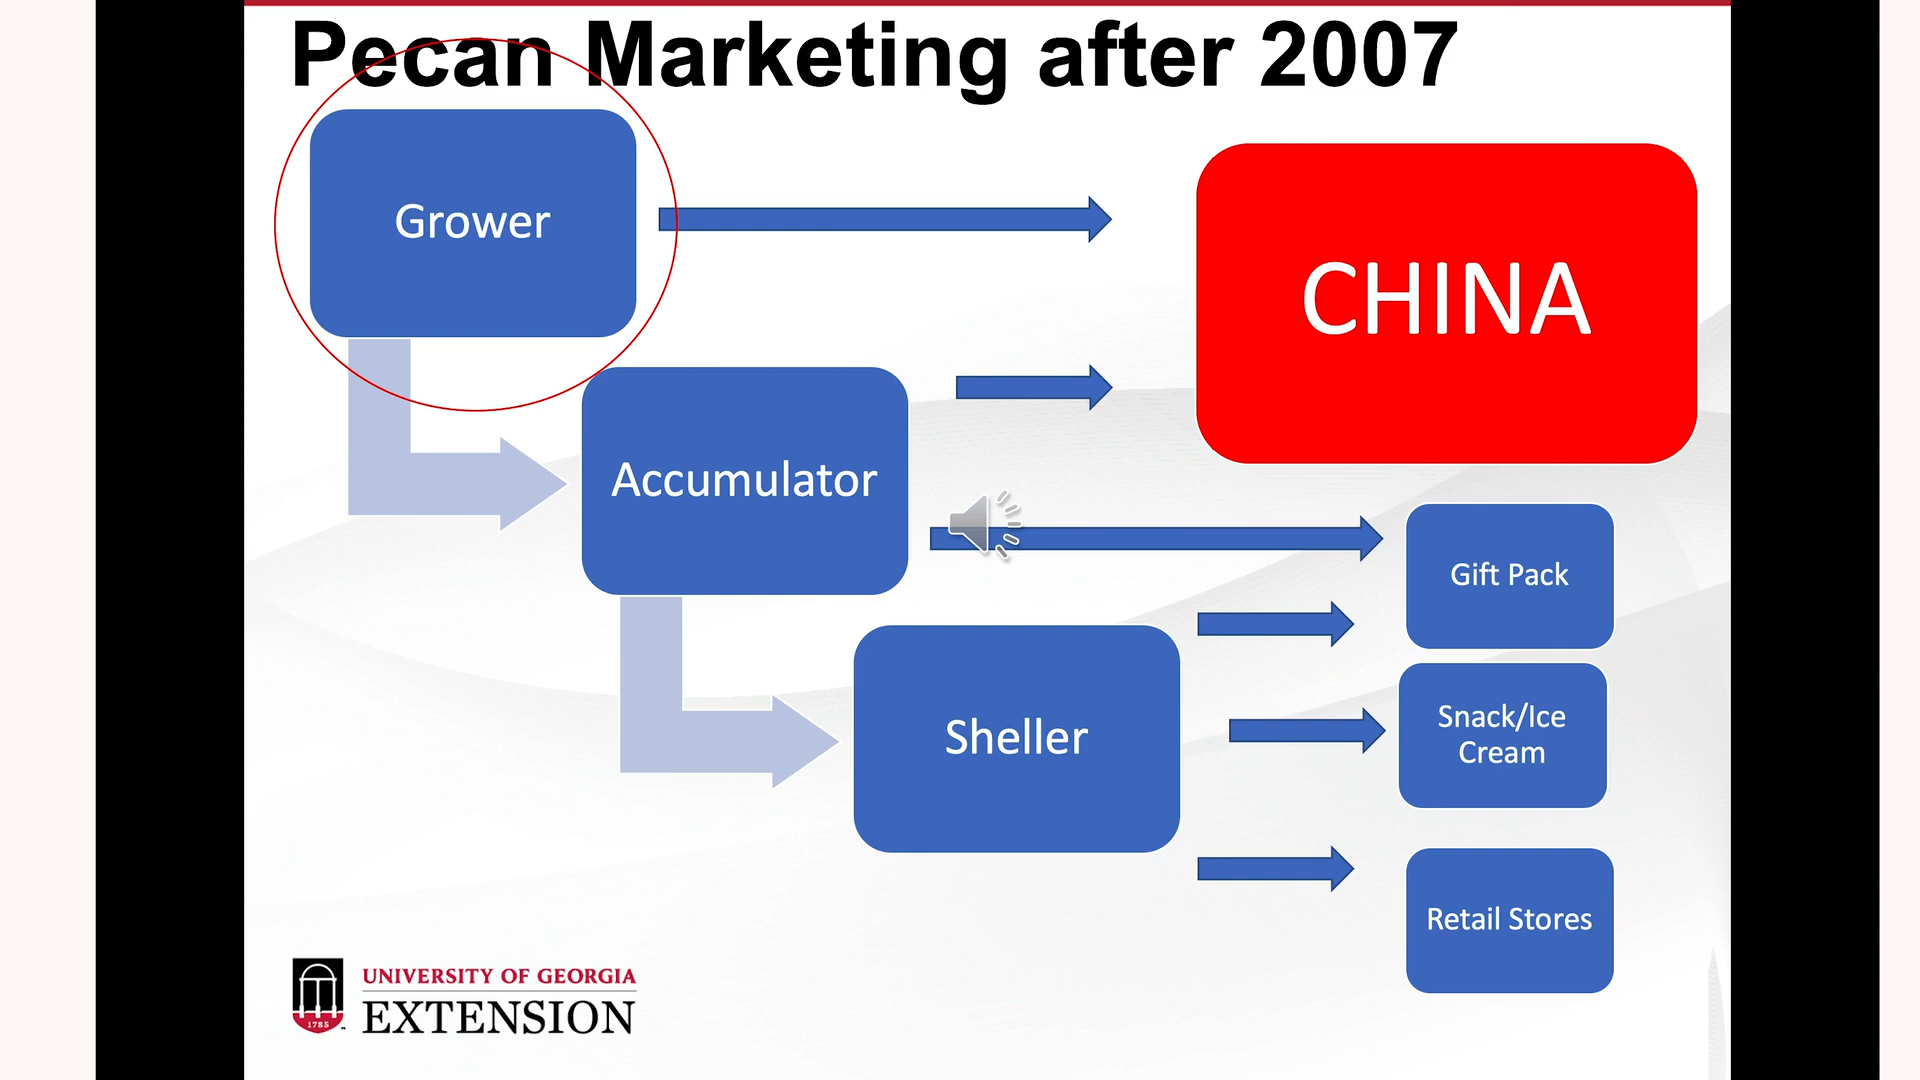 Pecan Marketing after 2007
Grower
CHINA
Accumulator
Gift Pack
Sheller
Snack/Ice
Cream
Retail Stores
1785
UNIVERSITY OF GEORGIA
EXTENSION